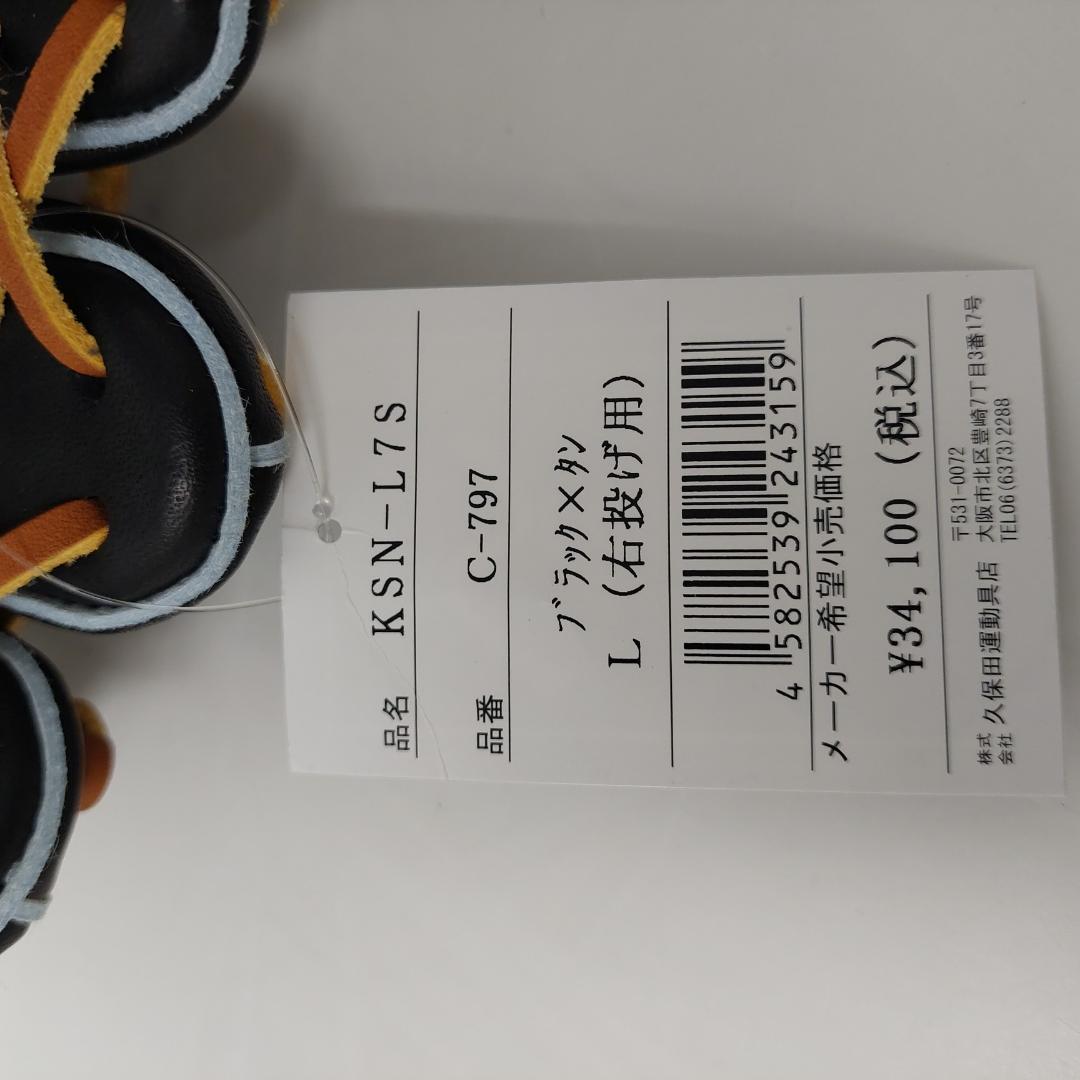 品名 KSN-L7S
品番 C-797
ブラック×タン
L (右投げ用)
4 582539 243159
メーカー希望小売価格
¥34,100 (税込)
〒531-0072
株式会社 久保田運動具店 大阪市北区豊崎7丁目3番17号
TEL06(6373)2288